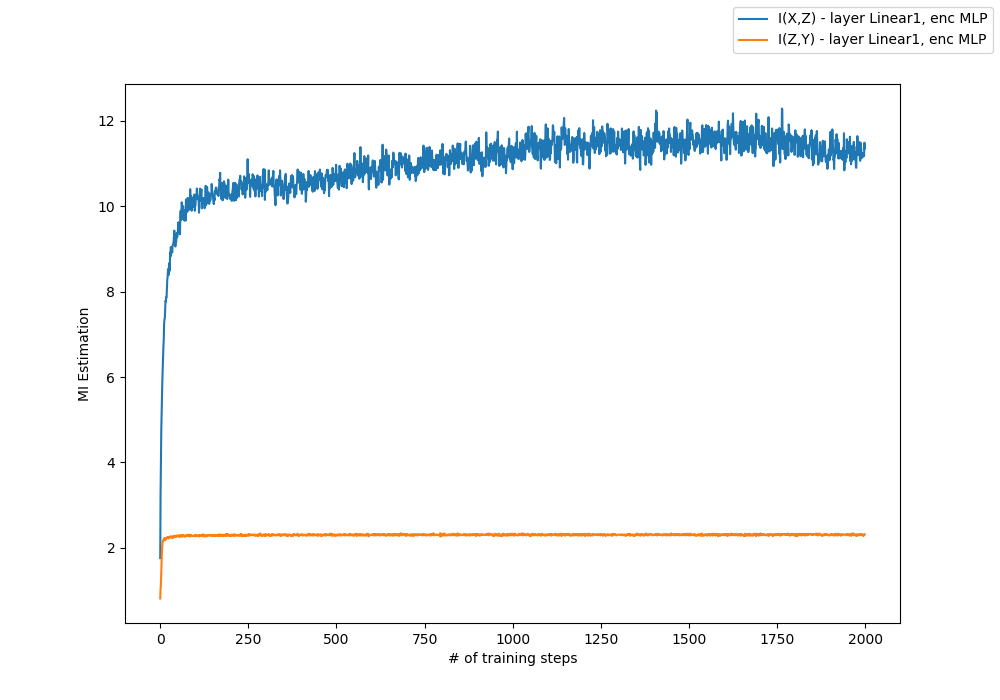 I(X,Z) - layer Linear1, enc MLP
I(Z,Y) - layer Linear1, enc MLP
12
10
8
6
4
2
MI Estimation
0 250 500 750 1000 1250 1500 1750 2000
# of training steps